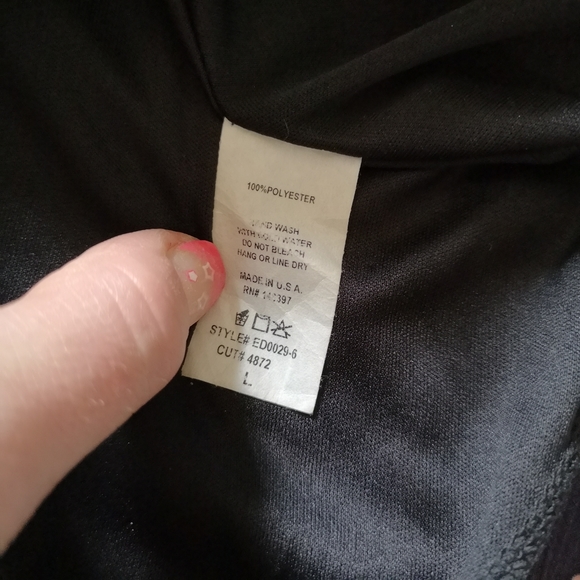 100%POLYESTER
WASH
WATER
DO NOT BLEACH
HANG OR LINE DRY
MADE IN U.S.A.
RN#
STYLE# ED0029-6
CUT# 4872
L